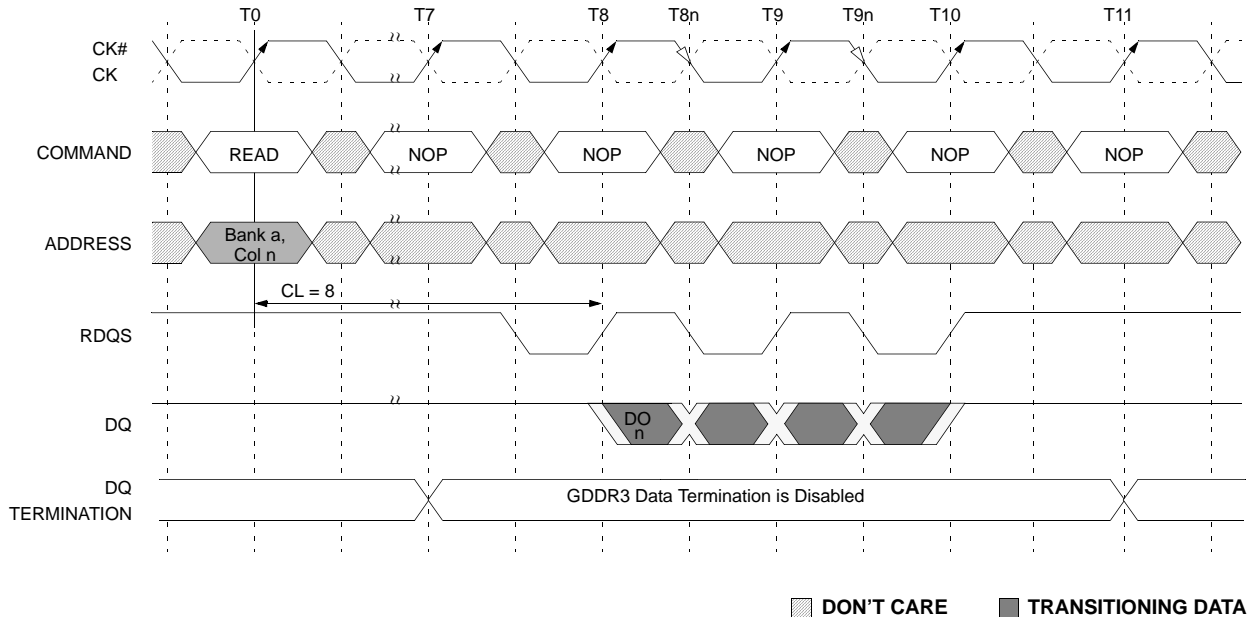 T0 T7 T8 T8n T9 T9n T10 T11
CK#
CK
COMMAND READ NOP NOP NOP NOP NOP
ADDRESS Bank a,
Col n
CL = 8
RDQS
DQ DO
n
DQ
TERMINATION GDDR3 Data Termination is Disabled
DON'T CARE TRANSITIONING DATA